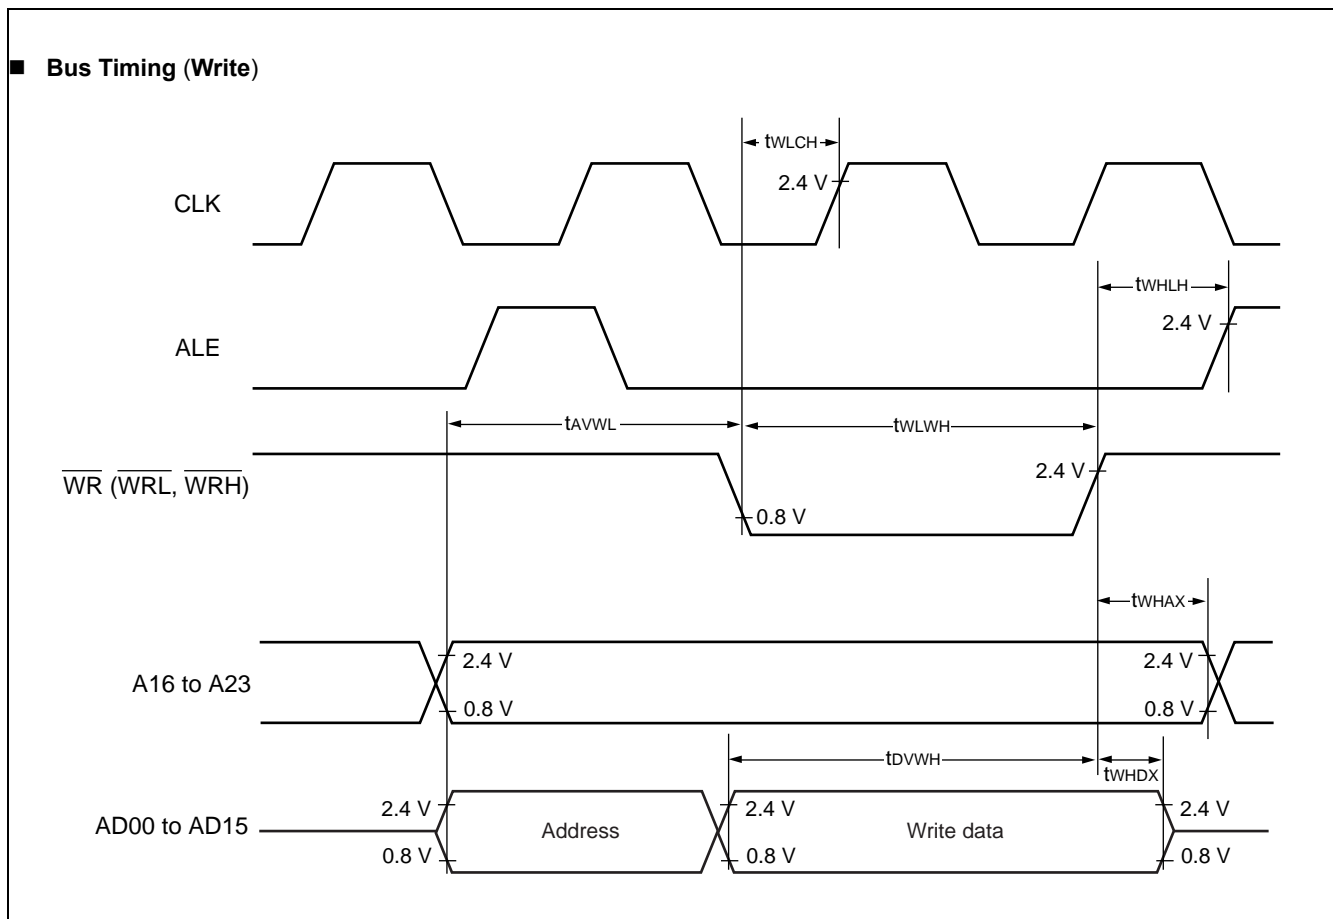 ■ Bus Timing (Write)
tWLCH
2.4 V
CLK
tWHLH
2.4 V
ALE
tAVWL
tWLWH
2.4 V
WR (WRL, WRH)
0.8 V
tWHAX
2.4 V
2.4 V
A16 to A23
0.8 V
0.8 V
tDVWH
tWHDX
2.4 V
2.4 V
2.4 V
AD00 to AD15
Address
Write data
0.8 V
0.8 V
0.8 V